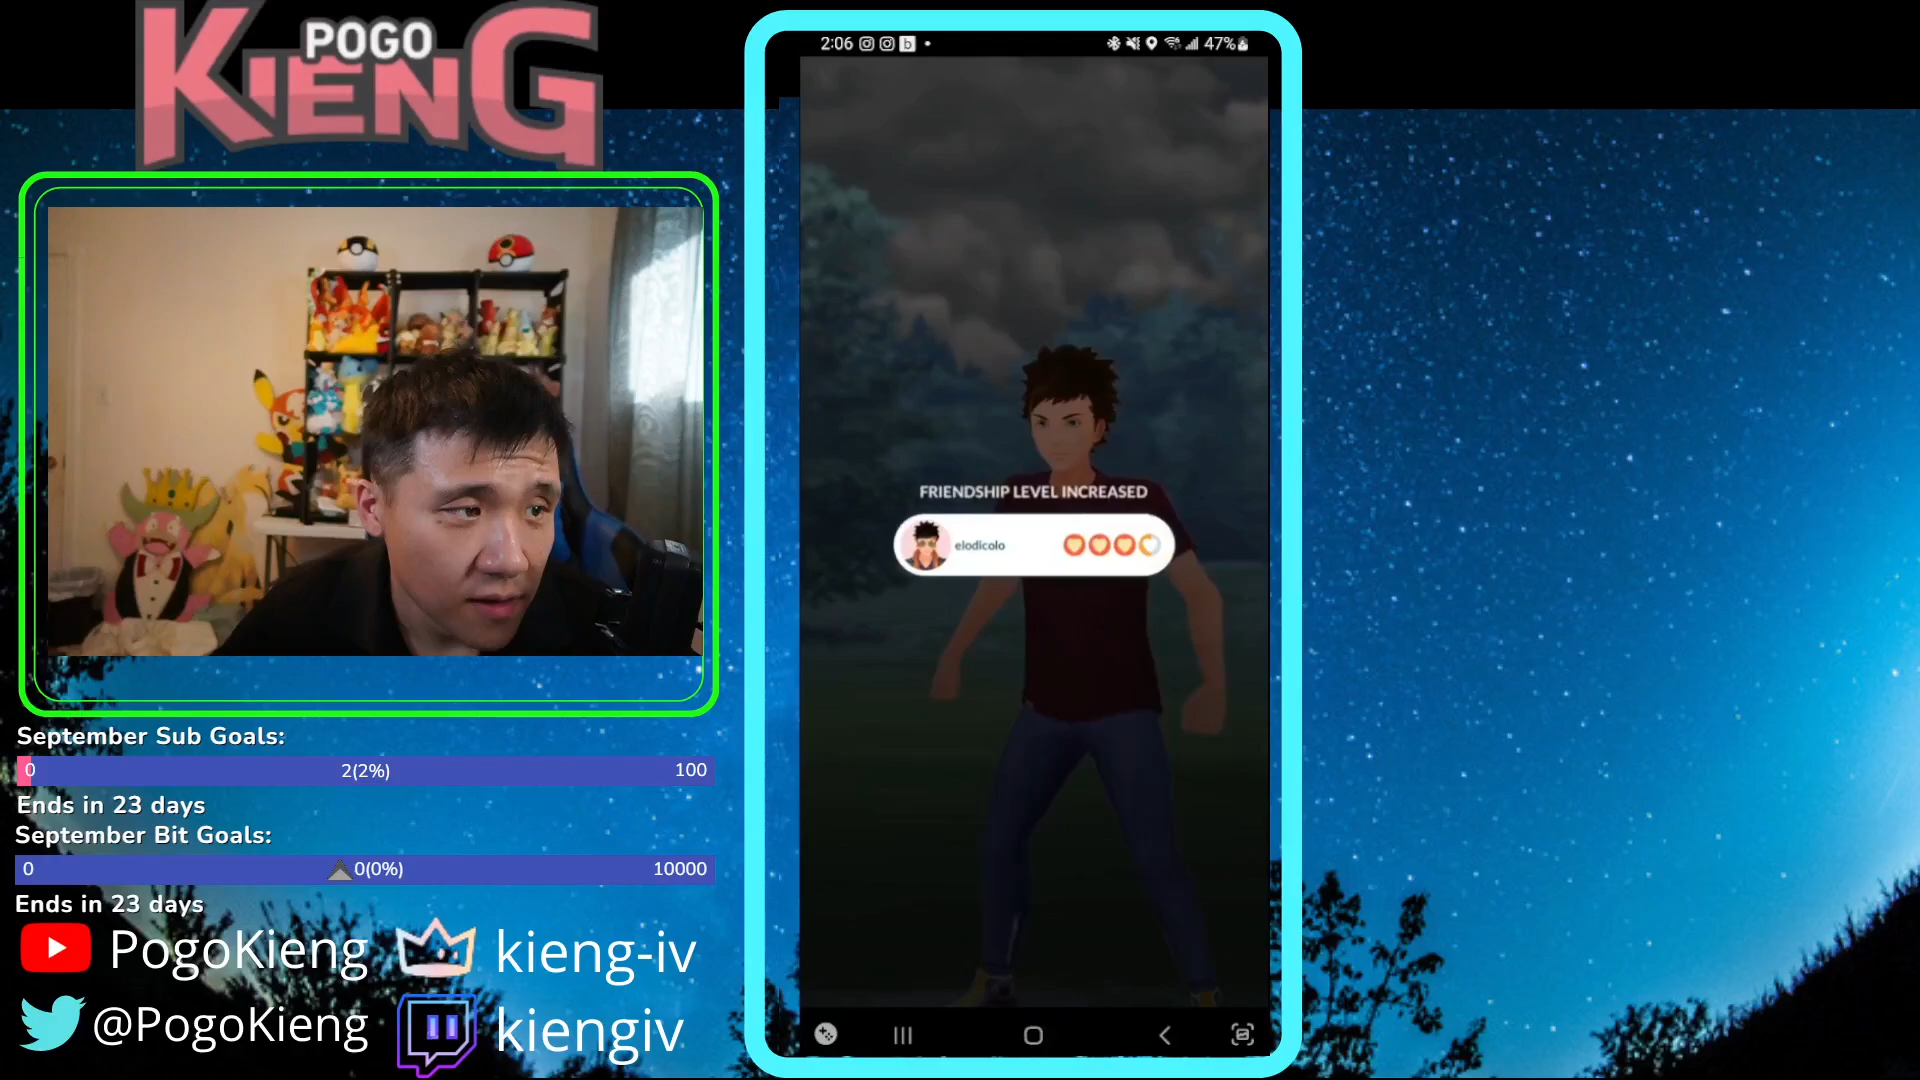 POGO
KIENG
2:06
47%
FRIENDSHIP LEVEL INCREASED
elodicolo
September Sub Goals:
0 2(2%) 100
Ends in 23 days
September Bit Goals:
0 0(0%) 10000
Ends in 23 days
PogoKieng
kieng-iv
@PogoKieng
kiengiv